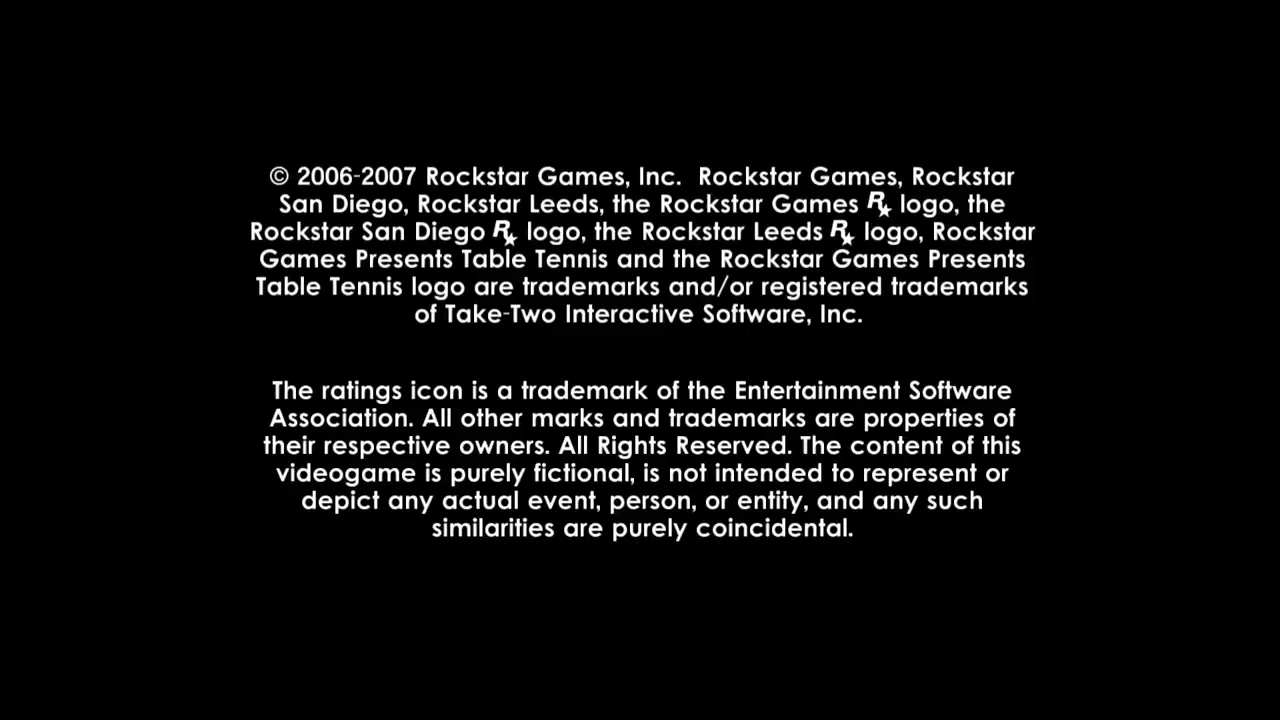 © 2006-2007 Rockstar Games, Inc.  Rockstar Games, Rockstar
San Diego, Rockstar Leeds, the Rockstar Games R★ logo, the
Rockstar San Diego R★ logo, the Rockstar Leeds R★ logo, Rockstar
Games Presents Table Tennis and the Rockstar Games Presents
Table Tennis logo are trademarks and/or registered trademarks
of Take-Two Interactive Software, Inc.
The ratings icon is a trademark of the Entertainment Software
Association. All other marks and trademarks are properties of
their respective owners. All Rights Reserved. The content of this
videogame is purely fictional, is not intended to represent or
depict any actual event, person, or entity, and any such
similarities are purely coincidental.